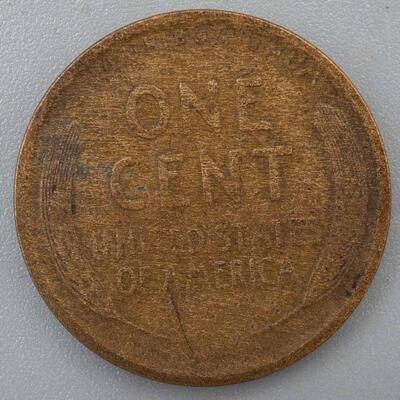 ONE
CENT
UNITED STATES
OF AMERICA